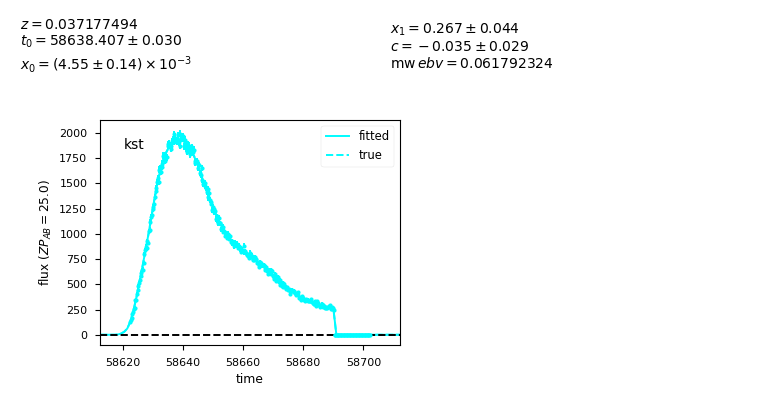 z = 0.037177494
t₀ = 58638.407 ± 0.030
x₀ = (4.55 ± 0.14) × 10⁻³
x₁ = 0.267 ± 0.044
c = −0.035 ± 0.029
mw ebv = 0.061792324
kst
fitted
true
2000
1750
1500
1250
1000
750
500
250
0
flux (ZP_AB = 25.0)
58620 58640 58660 58680 58700
time